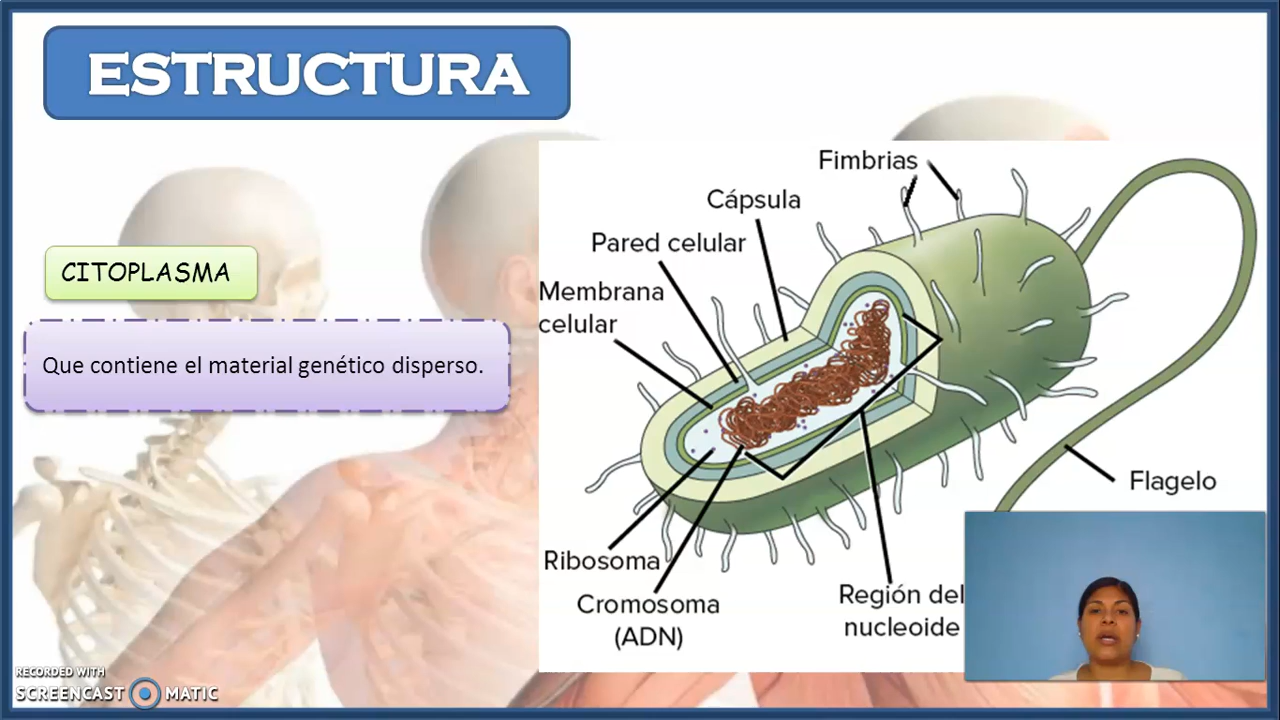 ESTRUCTURA
CITOPLASMA
Que contiene el material genético disperso.
Fimbrias
Cápsula
Pared celular
Membrana
celular
Flagelo
Ribosoma
Cromosoma
(ADN)
Región del
nucleoide
RECORDED WITH
SCREENCAST MATIC